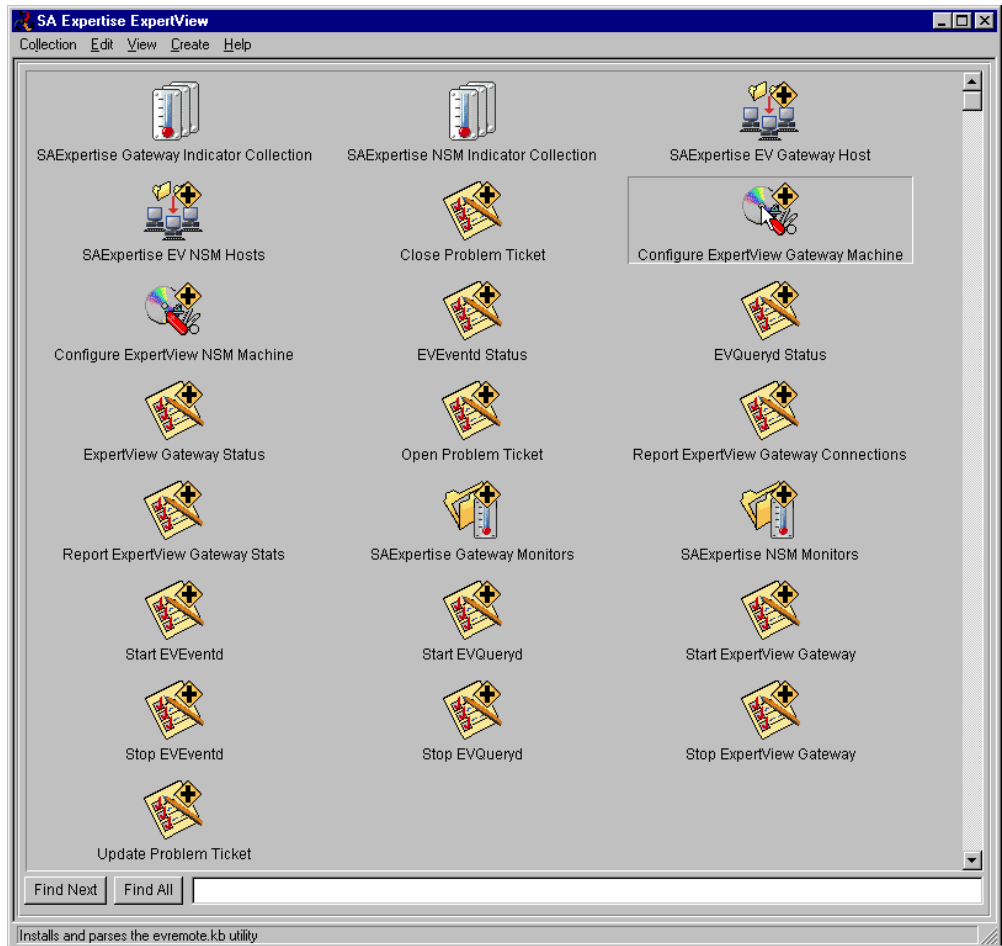 SA Expertise ExpertView
Collection Edit View Create Help
SAExpertise Gateway Indicator Collection
SAExpertise NSM Indicator Collection
SAExpertise EV Gateway Host
SAExpertise EV NSM Hosts
Close Problem Ticket
Configure ExpertView Gateway Machine
Configure ExpertView NSM Machine
EVEventd Status
EVQueryd Status
ExpertView Gateway Status
Open Problem Ticket
Report ExpertView Gateway Connections
Report ExpertView Gateway Stats
SAExpertise Gateway Monitors
SAExpertise NSM Monitors
Start EVEventd
Start EVQueryd
Start ExpertView Gateway
Stop EVEventd
Stop EVQueryd
Stop ExpertView Gateway
Update Problem Ticket
Find Next Find All
Installs and parses the evremote.kb utility